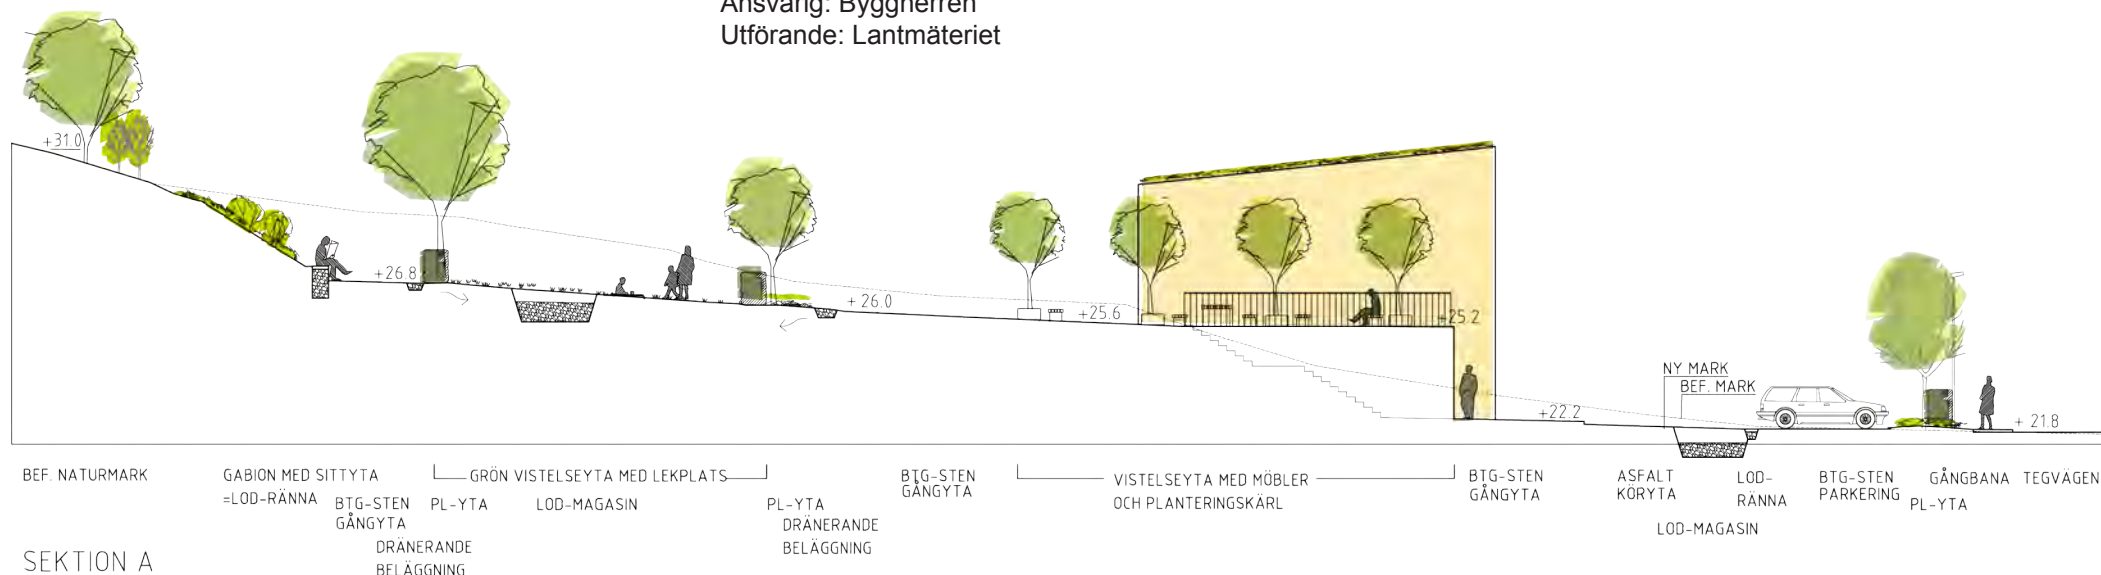 Ansvarig: Byggherren
Utförande: Lantmäteriet
+31.0
+26.8
+26.0
+25.6
+25.2
NY MARK
BEF. MARK
+22.2
+21.8
BEF. NATURMARK
GABION MED SITTYTA
=LOD-RÄNNA
BTG-STEN
GÅNGYTA
DRÄNERANDE
BELÄGGNING
PL-YTA
GRÖN VISTELSEYTA MED LEKPLATS
LOD-MAGASIN
PL-YTA
DRÄNERANDE
BELÄGGNING
BTG-STEN
GÅNGYTA
VISTELSEYTA MED MÖBLER
OCH PLANTERINGSKÄRL
BTG-STEN
GÅNGYTA
ASFALT
KÖRYTA
LOD-MAGASIN
LOD-
RÄNNA
BTG-STEN
PARKERING
PL-YTA
GÅNGBANA
TEGVÄGEN
SEKTION A